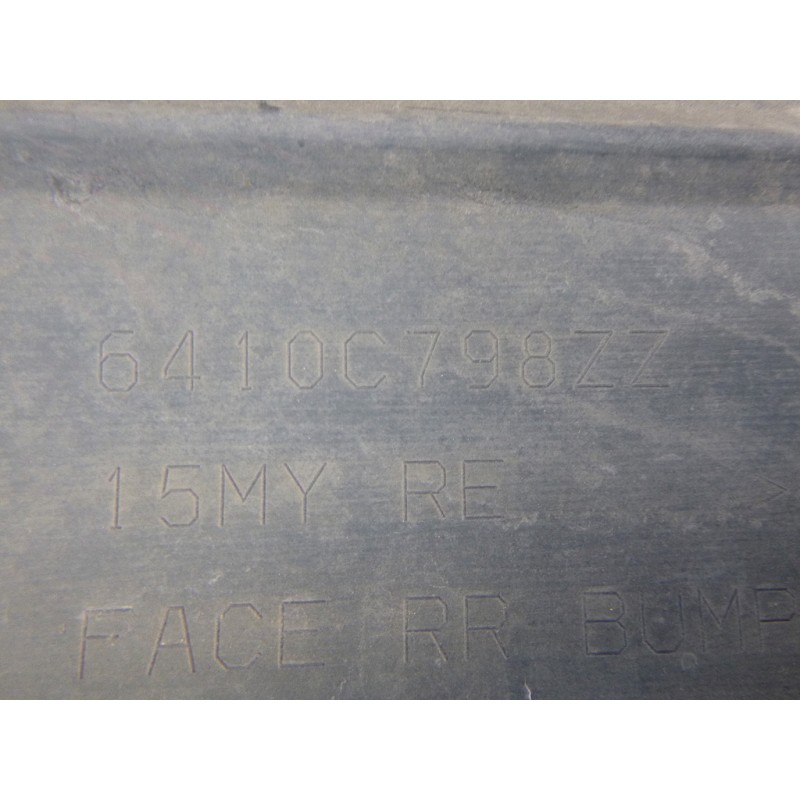 6410C798ZZ
15MY RE >
FACE RR BUMP